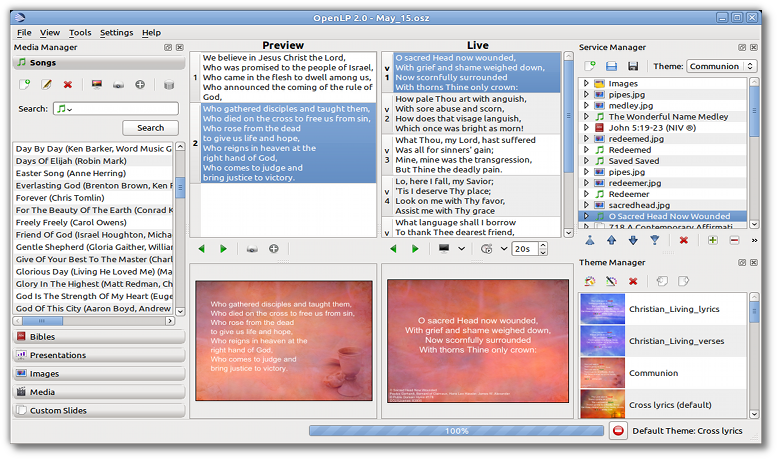 OpenLP 2.0 - May_15.osz
File View Tools Settings Help
Media Manager
Songs
Search:
Search
Day By Day (Ken Barker, Word Music G
Days Of Elijah (Robin Mark)
Easter Song (Anne Herring)
Everlasting God (Brenton Brown, Ken R
Forever (Chris Tomlin)
For The Beauty Of The Earth (Conrad K
Freely Freely (Carol Owens)
Friend Of God (Israel Houghton, Michae
Gentle Shepherd (Gloria Gaither, William
Give Of Your Best To The Master (Charl
Glorious Day (Living He Loved Me) (Ma
Glory In The Highest (Matt Redman, Ch
God Is The Strength Of My Heart (Euge
God Of This City (Aaron Boyd, Andrew
Bibles
Presentations
Images
Media
Custom Slides
Preview
1
We believe in Jesus Christ the Lord,
Who was promised to the people of Israel,
Who came in the flesh to dwell among us,
Who announced the coming of the rule of
God,
2
Who gathered disciples and taught them,
Who died on the cross to free us from sin,
Who rose from the dead
to give us life and hope,
Who reigns in heaven at the
right hand of God,
Who comes to judge and
bring justice to victory.
Who gathered disciples and taught them,
Who died on the cross to free us from sin,
Who rose from the dead
to give us life and hope,
Who reigns in heaven at the
right hand of God,
Who comes to judge and
bring justice to victory.
Live
v
1
O sacred Head now wounded,
With grief and shame weighed down,
Now scornfully surrounded
With thorns Thine only crown:
v
2
How pale Thou art with anguish,
With sore abuse and scorn,
How does that visage languish,
Which once was bright as morn!
v
3
What Thou, my Lord, hast suffered
Was all for sinners' gain;
Mine, mine was the transgression,
But Thine the deadly pain.
v
4
Lo, here I fall, my Savior;
'Tis I deserve Thy place;
Look on me with Thy favor,
Assist me with Thy grace
v
What language shall I borrow
To thank Thee dearest friend,
20s
O sacred Head now wounded,
With grief and shame weighed down,
Now scornfully surrounded
With thorns Thine only crown:
Service Manager
Theme: Communion
Images
pipes.jpg
medley.jpg
The Wonderful Name Medley
John 5:19-23 (NIV ®)
redeemed.jpg
Redeemed
Saved Saved
pipes.jpg
redeemer.jpg
Redeemer
sacredhead.jpg
O Sacred Head Now Wounded
718 A Contemporary Affirmati
Theme Manager
Christian_Living_lyrics
Christian_Living_verses
Communion
Cross lyrics (default)
100%
Default Theme: Cross lyrics